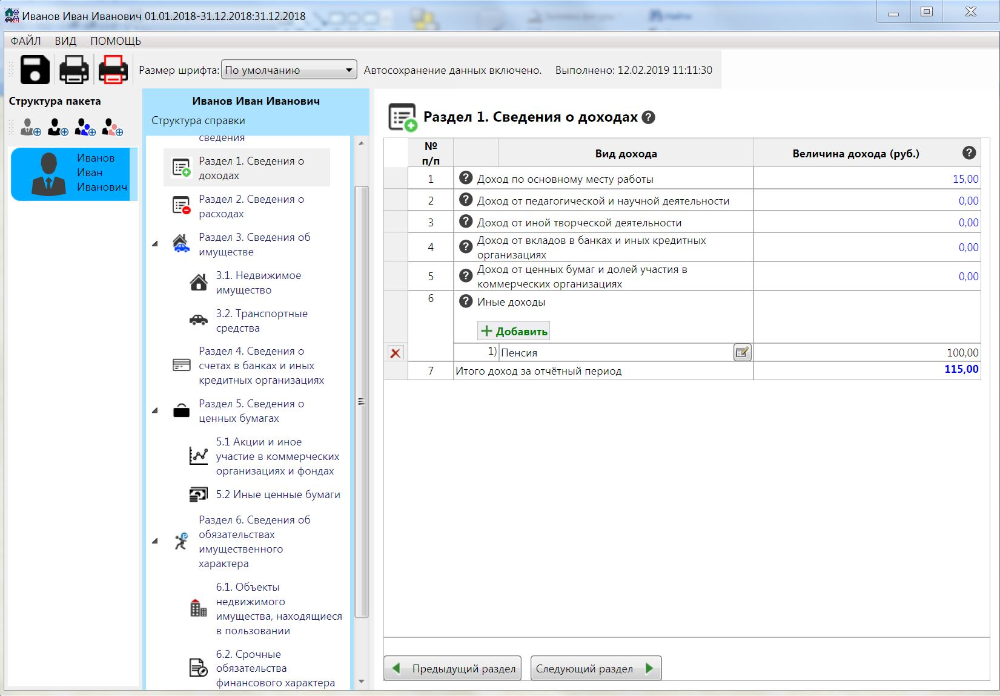 Иванов Иван Иванович 01.01.2018-31.12.2018:31.12.2018
ФАЙЛ ВИД ПОМОЩЬ
Размер шрифта: По умолчанию Автосохранение данных включено. Выполнено: 12.02.2019 11:11:30
Структура пакета
Иванов
Иван
Иванович
Иванов Иван Иванович
Структура справки
сведения
Раздел 1. Сведения о
доходах
Раздел 2. Сведения о
расходах
Раздел 3. Сведения об
имуществе
3.1. Недвижимое
имущество
3.2. Транспортные
средства
Раздел 4. Сведения о
счетах в банках и иных
кредитных организациях
Раздел 5. Сведения о
ценных бумагах
5.1 Акции и иное
участие в коммерческих
организациях и фондах
5.2 Иные ценные бумаги
Раздел 6. Сведения об
обязательствах
имущественного
характера
6.1. Объекты
недвижимого
имущества, находящиеся
в пользовании
6.2. Срочные
обязательства
финансового характера
Раздел 1. Сведения о доходах ?
№
п/п
Вид дохода
Величина дохода (руб.) ?
1 ? Доход по основному месту работы 15,00
2 ? Доход от педагогической и научной деятельности 0,00
3 ? Доход от иной творческой деятельности 0,00
4 ? Доход от вкладов в банках и иных кредитных
организациях 0,00
5 ? Доход от ценных бумаг и долей участия в
коммерческих организациях 0,00
6 ? Иные доходы
Добавить
1) Пенсия 100,00
7 Итого доход за отчётный период 115,00
Предыдущий раздел Следующий раздел